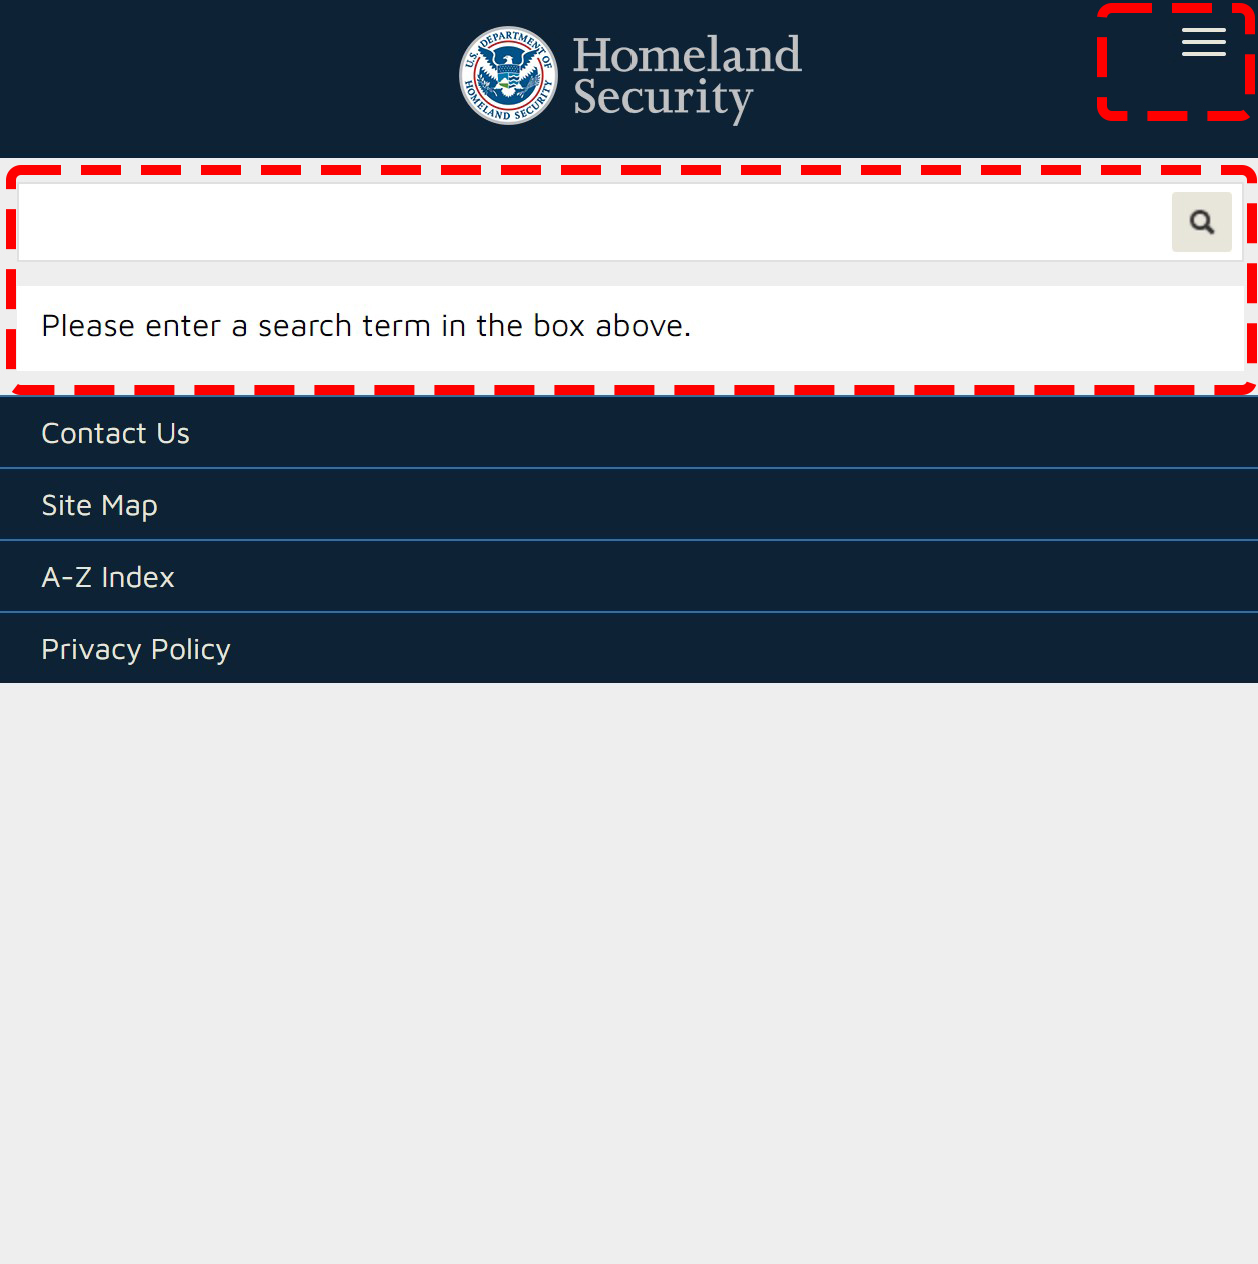 U.S. DEPARTMENT OF
HOMELAND SECURITY
Homeland
Security
Please enter a search term in the box above.
Contact Us
Site Map
A-Z Index
Privacy Policy